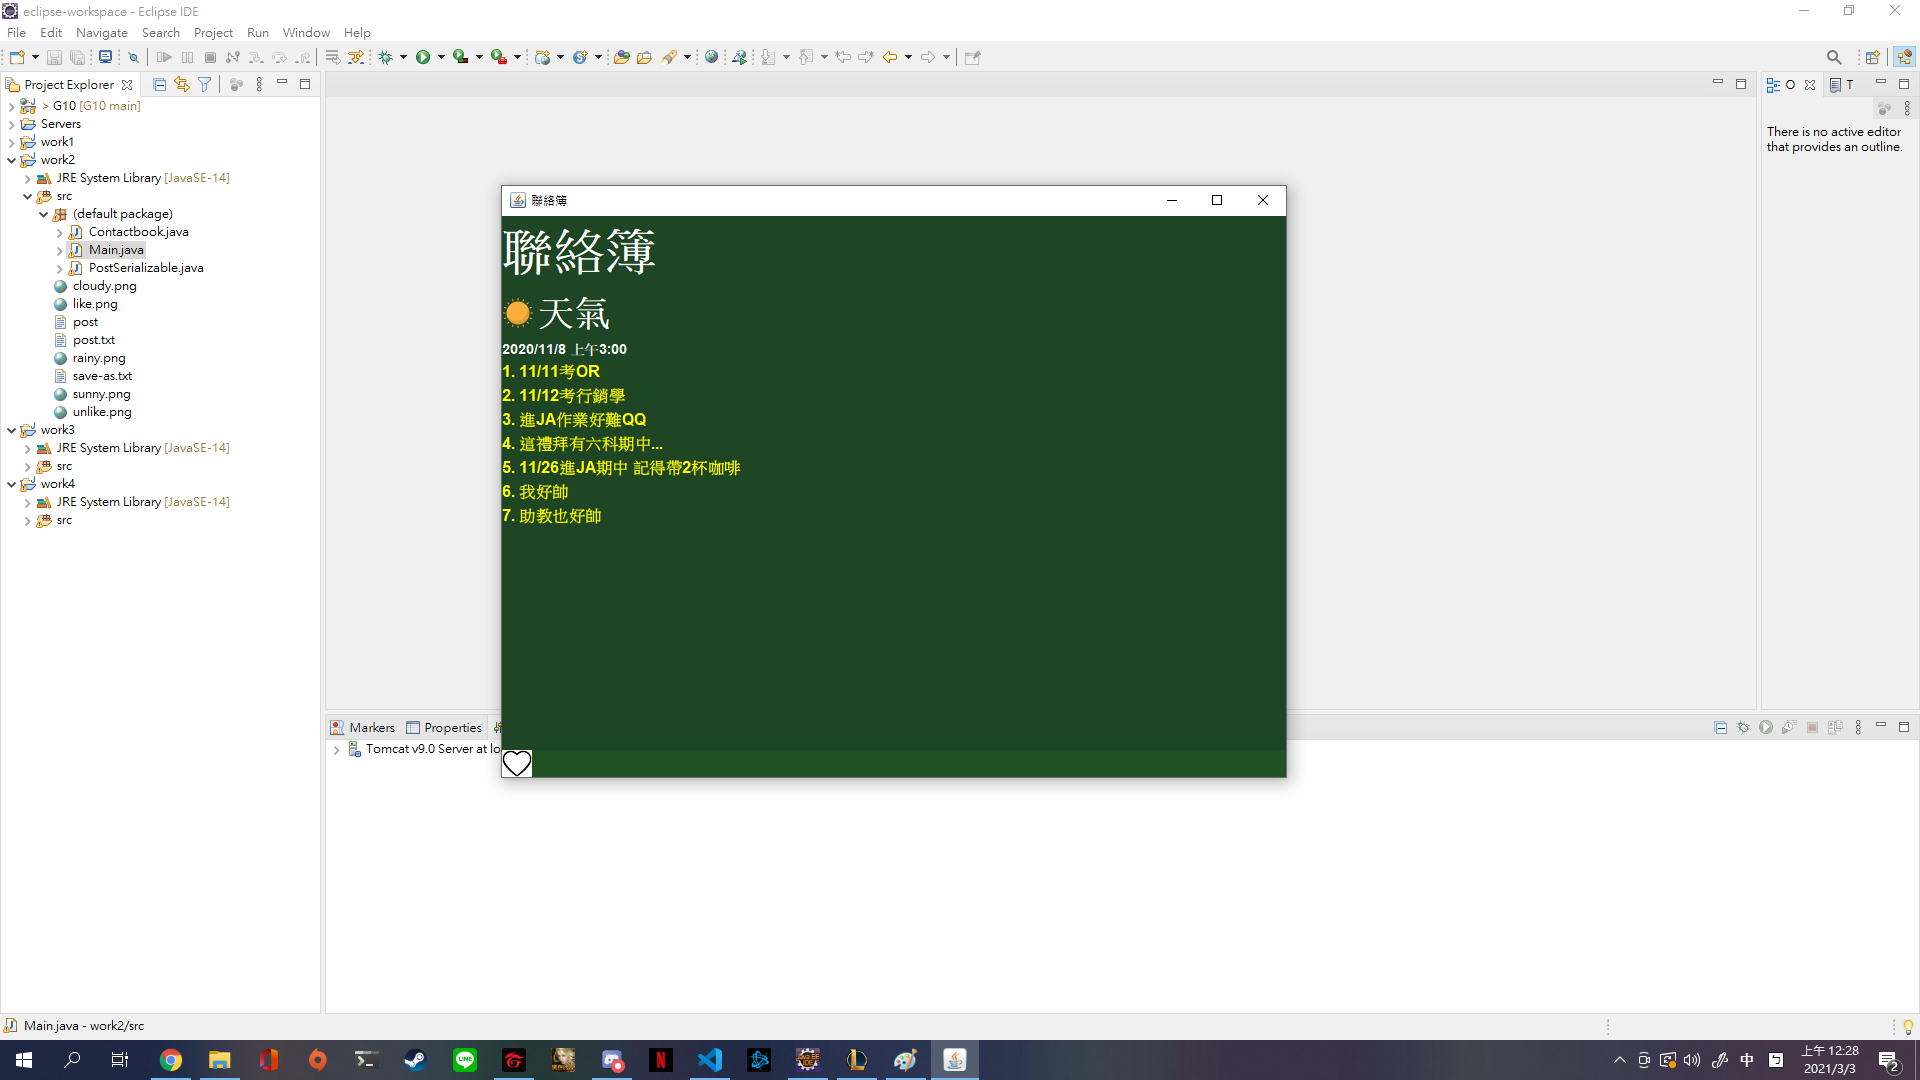 eclipse-workspace - Eclipse IDE
File Edit Navigate Search Project Run Window Help
Project Explorer
> G10 [G10 main]
Servers
work1
work2
JRE System Library [JavaSE-14]
src
(default package)
Contactbook.java
Main.java
PostSerializable.java
cloudy.png
like.png
post
post.txt
rainy.png
save-as.txt
sunny.png
unlike.png
work3
JRE System Library [JavaSE-14]
src
work4
JRE System Library [JavaSE-14]
src
聯絡簿
聯絡簿
天氣
2020/11/8 上午3:00
1. 11/11考OR
2. 11/12考行銷學
3. 進JA作業好難QQ
4. 這禮拜有六科期中...
5. 11/26進JA期中 記得帶2杯咖啡
6. 我好帥
7. 助教也好帥
O T
There is no active editor
that provides an outline.
Markers Properties
Tomcat v9.0 Server at lo
Main.java - work2/src
LINE
N
中
上午 12:28
2021/3/3
2